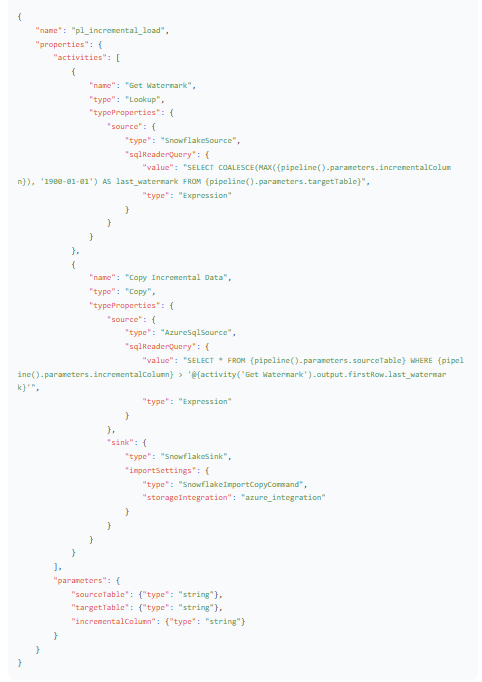 {
    "name": "pl_incremental_load",
    "properties": {
        "activities": [
            {
                "name": "Get Watermark",
                "type": "Lookup",
                "typeProperties": {
                    "source": {
                        "type": "SnowflakeSource",
                        "sqlReaderQuery": {
                            "value": "SELECT COALESCE(MAX({pipeline().parameters.incrementalColum
n}), '1900-01-01') AS last_watermark FROM {pipeline().parameters.targetTable}",
                            "type": "Expression"
                        }
                    }
                }
            },
            {
                "name": "Copy Incremental Data",
                "type": "Copy",
                "typeProperties": {
                    "source": {
                        "type": "AzureSqlSource",
                        "sqlReaderQuery": {
                            "value": "SELECT * FROM {pipeline().parameters.sourceTable} WHERE {pipel
ine().parameters.incrementalColumn} > '@{activity('Get Watermark').output.firstRow.last_watermar
k}'",
                            "type": "Expression"
                        }
                    },
                    "sink": {
                        "type": "SnowflakeSink",
                        "importSettings": {
                            "type": "SnowflakeImportCopyCommand",
                            "storageIntegration": "azure_integration"
                        }
                    }
                }
            }
        ],
        "parameters": {
            "sourceTable": {"type": "string"},
            "targetTable": {"type": "string"},
            "incrementalColumn": {"type": "string"}
        }
    }
}